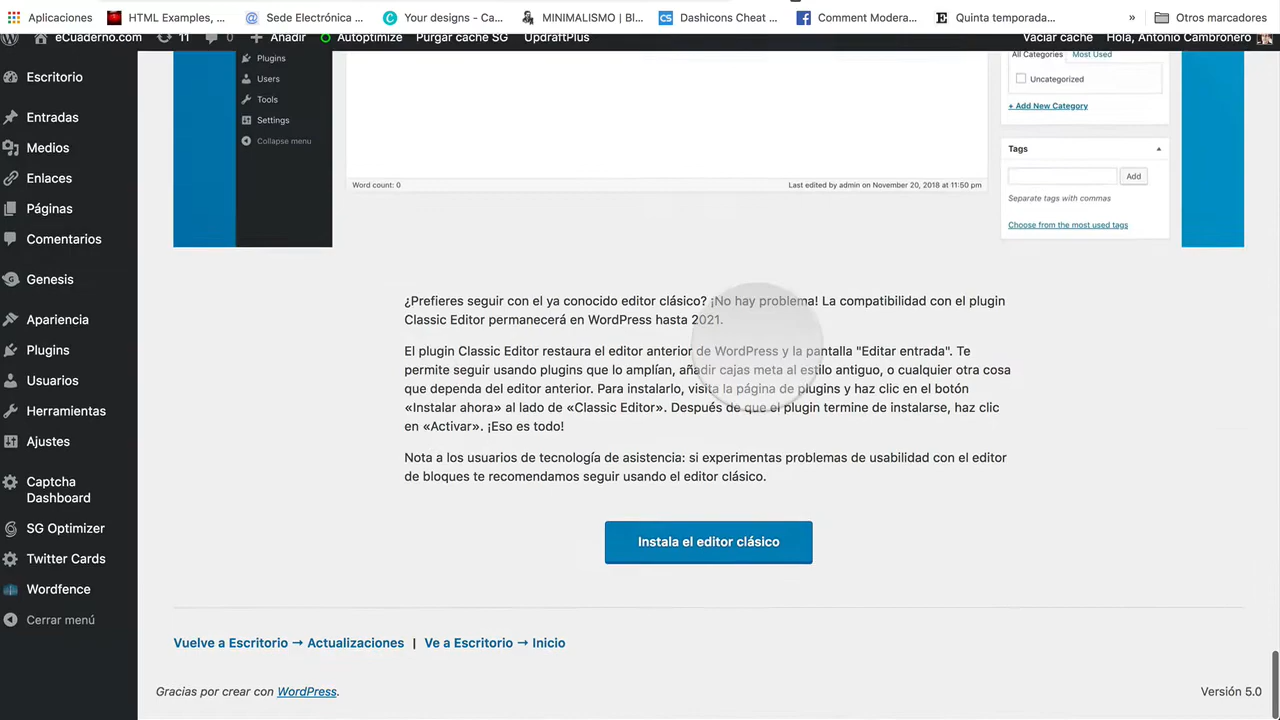 Aplicaciones HTML Examples, ... Sede Electrónica ... Your designs - Ca... MINIMALISMO | Bl... Dashicons Cheat ... Comment Modera... Quinta temporada... » Otros marcadores
eCuaderno.com 11 0 Añadir Autoptimize Purgar caché SG UpdraftPlus Vaciar caché Hola, Antonio Cambronero
Escritorio
Entradas
Medios
Enlaces
Páginas
Comentarios
Genesis
Apariencia
Plugins
Usuarios
Herramientas
Ajustes
Captcha
Dashboard
SG Optimizer
Twitter Cards
Wordfence
Cerrar menú
Plugins
Users
Tools
Settings
Collapse menu
Word count: 0 Last edited by admin on November 20, 2018 at 11:50 pm
All Categories Most Used
Uncategorized
+ Add New Category
Tags
Add
Separate tags with commas
Choose from the most used tags
¿Prefieres seguir con el ya conocido editor clásico? ¡No hay problema! La compatibilidad con el plugin
Classic Editor permanecerá en WordPress hasta 2021.
El plugin Classic Editor restaura el editor anterior de WordPress y la pantalla "Editar entrada". Te
permite seguir usando plugins que lo amplían, añadir cajas meta al estilo antiguo, o cualquier otra cosa
que dependa del editor anterior. Para instalarlo, visita la página de plugins y haz clic en el botón
«Instalar ahora» al lado de «Classic Editor». Después de que el plugin termine de instalarse, haz clic
en «Activar». ¡Eso es todo!
Nota a los usuarios de tecnología de asistencia: si experimentas problemas de usabilidad con el editor
de bloques te recomendamos seguir usando el editor clásico.
Instala el editor clásico
Vuelve a Escritorio → Actualizaciones | Ve a Escritorio → Inicio
Gracias por crear con WordPress. Versión 5.0